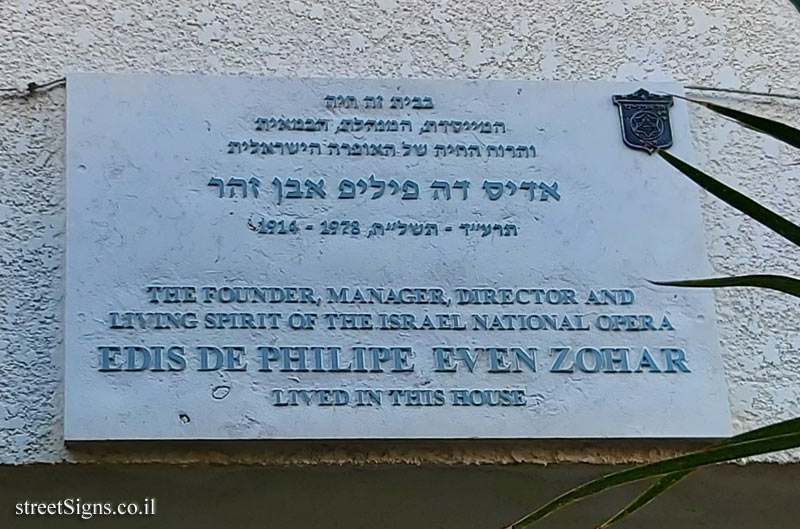 בבית זה חיה
המייסדת, המנהלת, הבמאית
והרוח החיה של האופרה הישראלית
אדיס דה פיליפ אבן זהר
תרע״ד - תשל״ח, 1978 - 1914
THE FOUNDER, MANAGER, DIRECTOR AND
LIVING SPIRIT OF THE ISRAEL NATIONAL OPERA
EDIS DE PHILIPE EVEN ZOHAR
LIVED IN THIS HOUSE
streetSigns.co.il